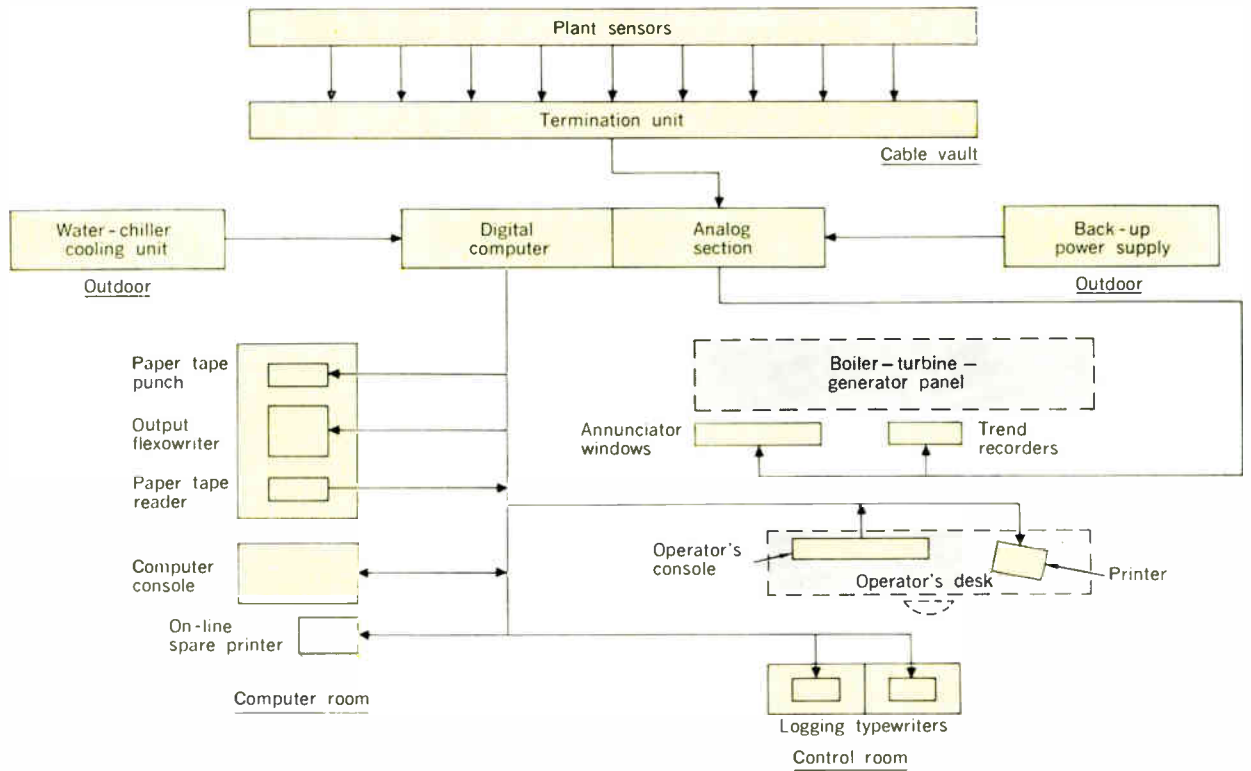 Plant sensors
Termination unit
Cable vault
Water-chiller
cooling unit
Outdoor
Digital
computer
Analog
section
Back-up
power supply
Outdoor
Paper tape
punch
Output
flexowriter
Paper tape
reader
Computer
console
On-line
spare printer
Computer room
Boiler–turbine–
generator panel
Annunciator
windows
Trend
recorders
Operator's
console
Operator's desk
Printer
Logging typewriters
Control room